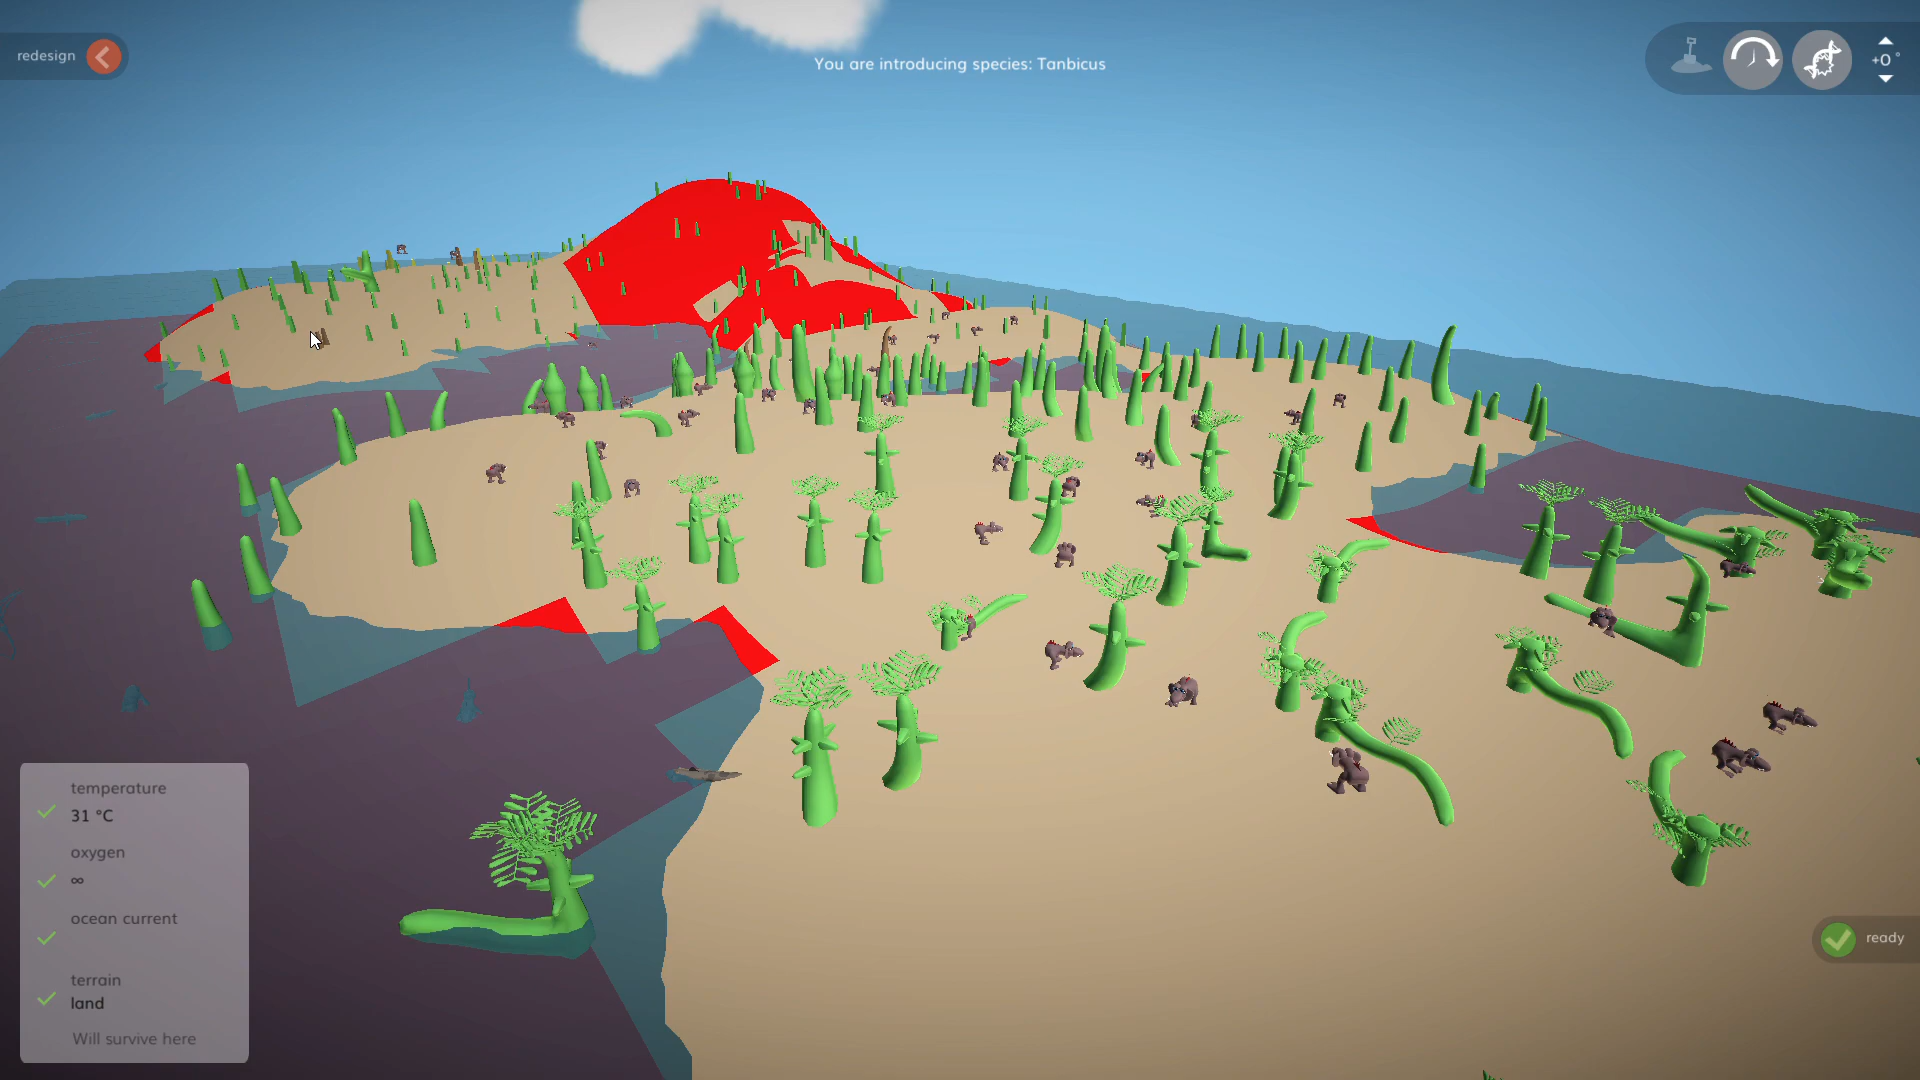 redesign
You are introducing species: Tanbicus
+0 °
temperature
31 °C
oxygen
∞
ocean current
terrain
land
Will survive here
ready